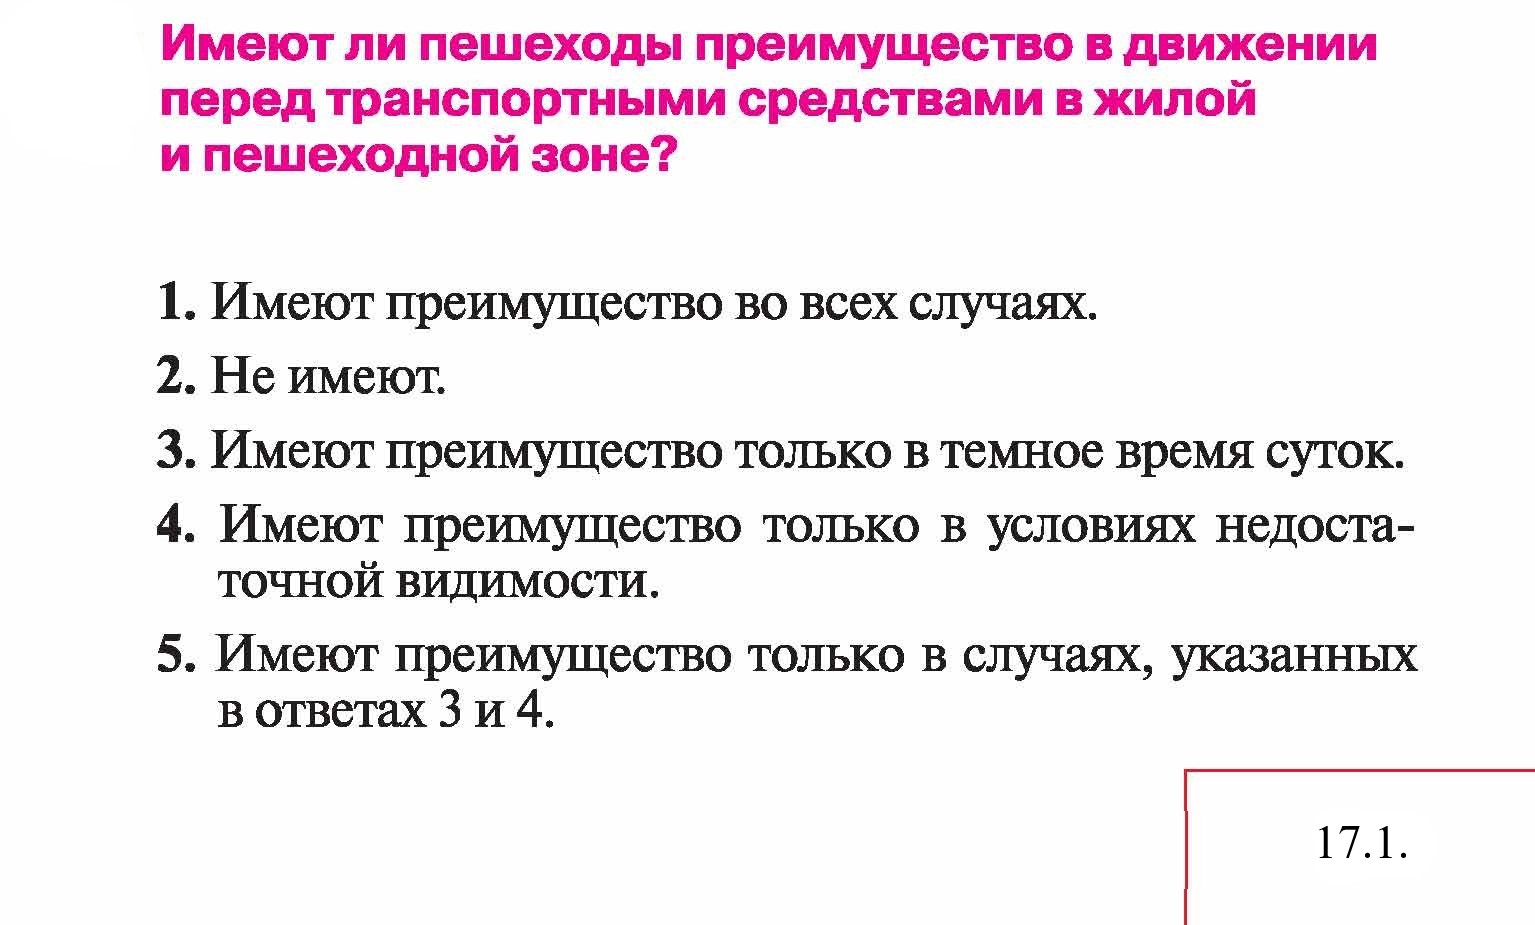 Имеют ли пешеходы преимущество в движении
перед транспортными средствами в жилой
и пешеходной зоне?
1. Имеют преимущество во всех случаях.
2. Не имеют.
3. Имеют преимущество только в темное время суток.
4. Имеют преимущество только в условиях недоста-
точной видимости.
5. Имеют преимущество только в случаях, указанных
в ответах 3 и 4.
17.1.